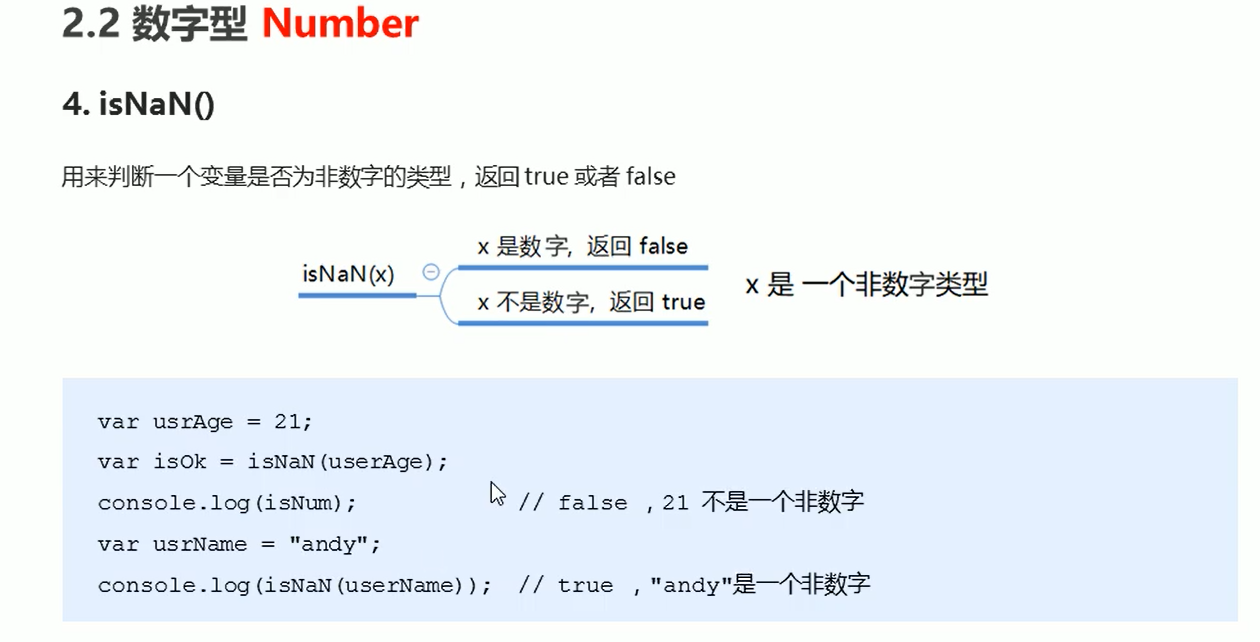 2.2 数字型 Number
4. isNaN()
用来判断一个变量是否为非数字的类型，返回 true 或者 false
x 是数字，返回 false
isNaN(x)
x 不是数字，返回 true
x 是 一个非数字类型
var usrAge = 21;
var isOk = isNaN(userAge);
console.log(isNum); // false ，21 不是一个非数字
var usrName = "andy";
console.log(isNaN(userName)); // true ，"andy"是一个非数字